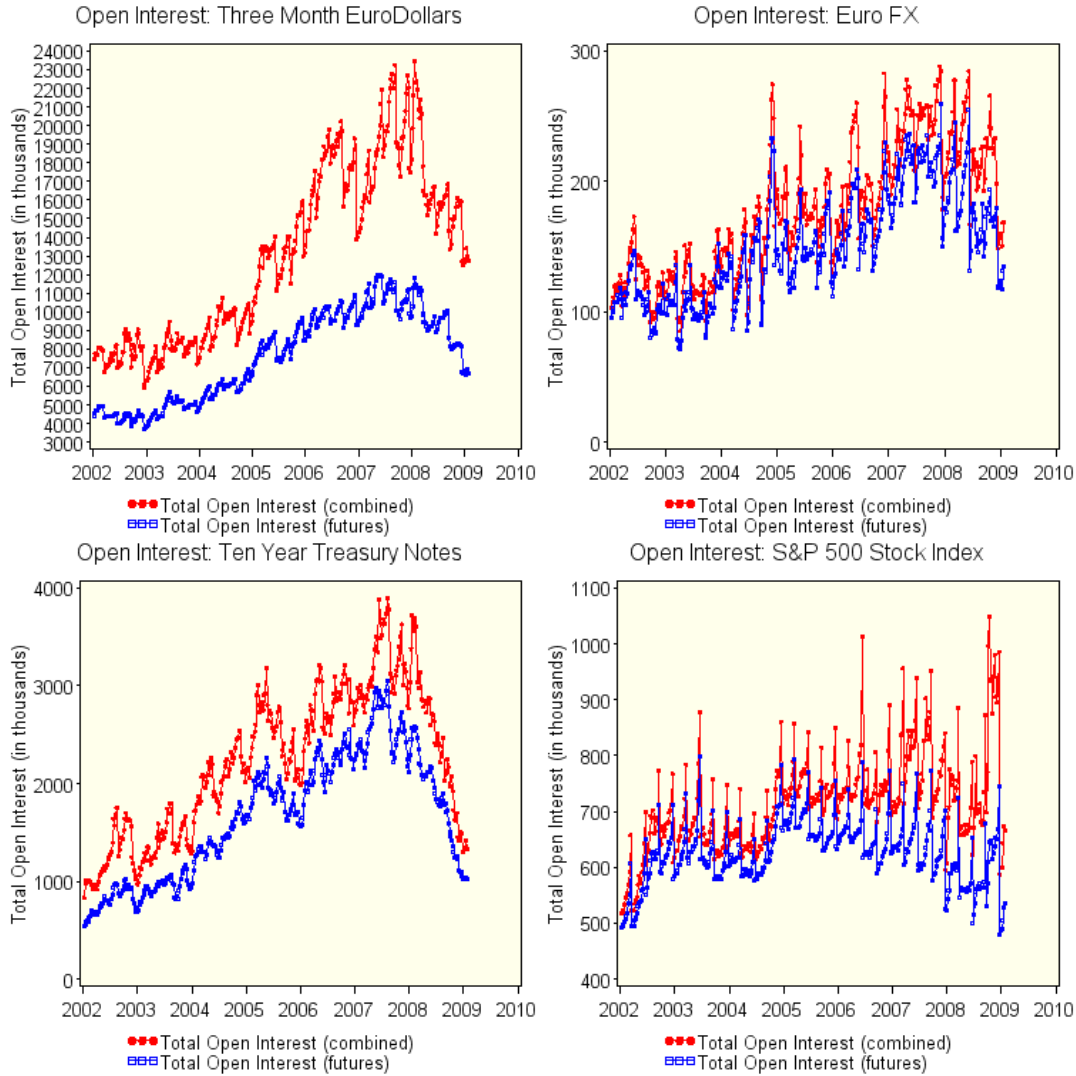 Open Interest: Three Month EuroDollars
Total Open Interest (in thousands)
24000
23000
22000
21000
20000
19000
18000
17000
16000
15000
14000
13000
12000
11000
10000
9000
8000
7000
6000
5000
4000
3000
2002 2003 2004 2005 2006 2007 2008 2009 2010
Total Open Interest (combined)
Total Open Interest (futures)
Open Interest: Euro FX
Total Open Interest (in thousands)
300
200
100
0
2002 2003 2004 2005 2006 2007 2008 2009 2010
Total Open Interest (combined)
Total Open Interest (futures)
Open Interest: Ten Year Treasury Notes
Total Open Interest (in thousands)
4000
3000
2000
1000
0
2002 2003 2004 2005 2006 2007 2008 2009 2010
Total Open Interest (combined)
Total Open Interest (futures)
Open Interest: S&P 500 Stock Index
Total Open Interest (in thousands)
1100
1000
900
800
700
600
500
400
2002 2003 2004 2005 2006 2007 2008 2009 2010
Total Open Interest (combined)
Total Open Interest (futures)